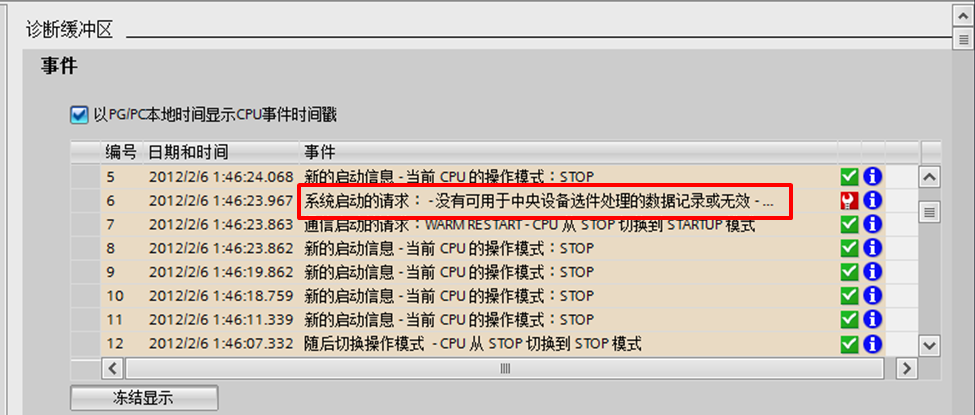 诊断缓冲区
事件
以PG/PC本地时间显示CPU事件时间戳
编号 日期和时间 事件
5 2012/2/6 1:46:24.068 新的启动信息 - 当前 CPU 的操作模式：STOP
6 2012/2/6 1:46:23.967 系统启动的请求： - 没有可用于中央设备选件处理的数据记录或无效 - ...
7 2012/2/6 1:46:23.863 通信启动的请求：WARM RESTART - CPU 从 STOP 切换到 STARTUP 模式
8 2012/2/6 1:46:23.862 新的启动信息 - 当前 CPU 的操作模式：STOP
9 2012/2/6 1:46:19.862 新的启动信息 - 当前 CPU 的操作模式：STOP
10 2012/2/6 1:46:18.759 新的启动信息 - 当前 CPU 的操作模式：STOP
11 2012/2/6 1:46:11.339 新的启动信息 - 当前 CPU 的操作模式：STOP
12 2012/2/6 1:46:07.332 随后切换操作模式 - CPU 从 STOP 切换到 STOP 模式
冻结显示